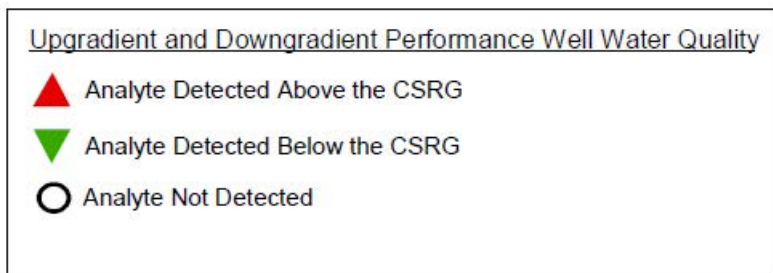 Upgradient and Downgradient Performance Well Water Quality
Analyte Detected Above the CSRG
Analyte Detected Below the CSRG
Analyte Not Detected